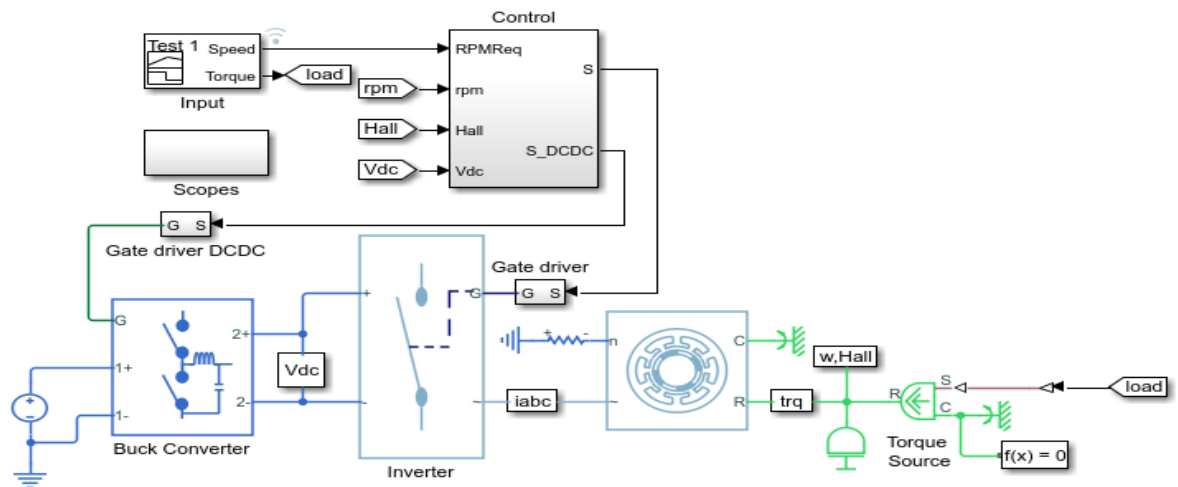 Control
Test 1
Speed
Torque
load
Input
RPMReq
rpm
rpm
Hall
Hall
Vdc
Vdc
S
S_DCDC
Scopes
G S
Gate driver DCDC
Gate driver
G S
G
1+
1-
2+
2-
Buck Converter
Vdc
+
-
G
~
Inverter
+
-
iabc
n
~
C
R
trq
w,Hall
R
S
C
Torque
Source
load
f(x) = 0